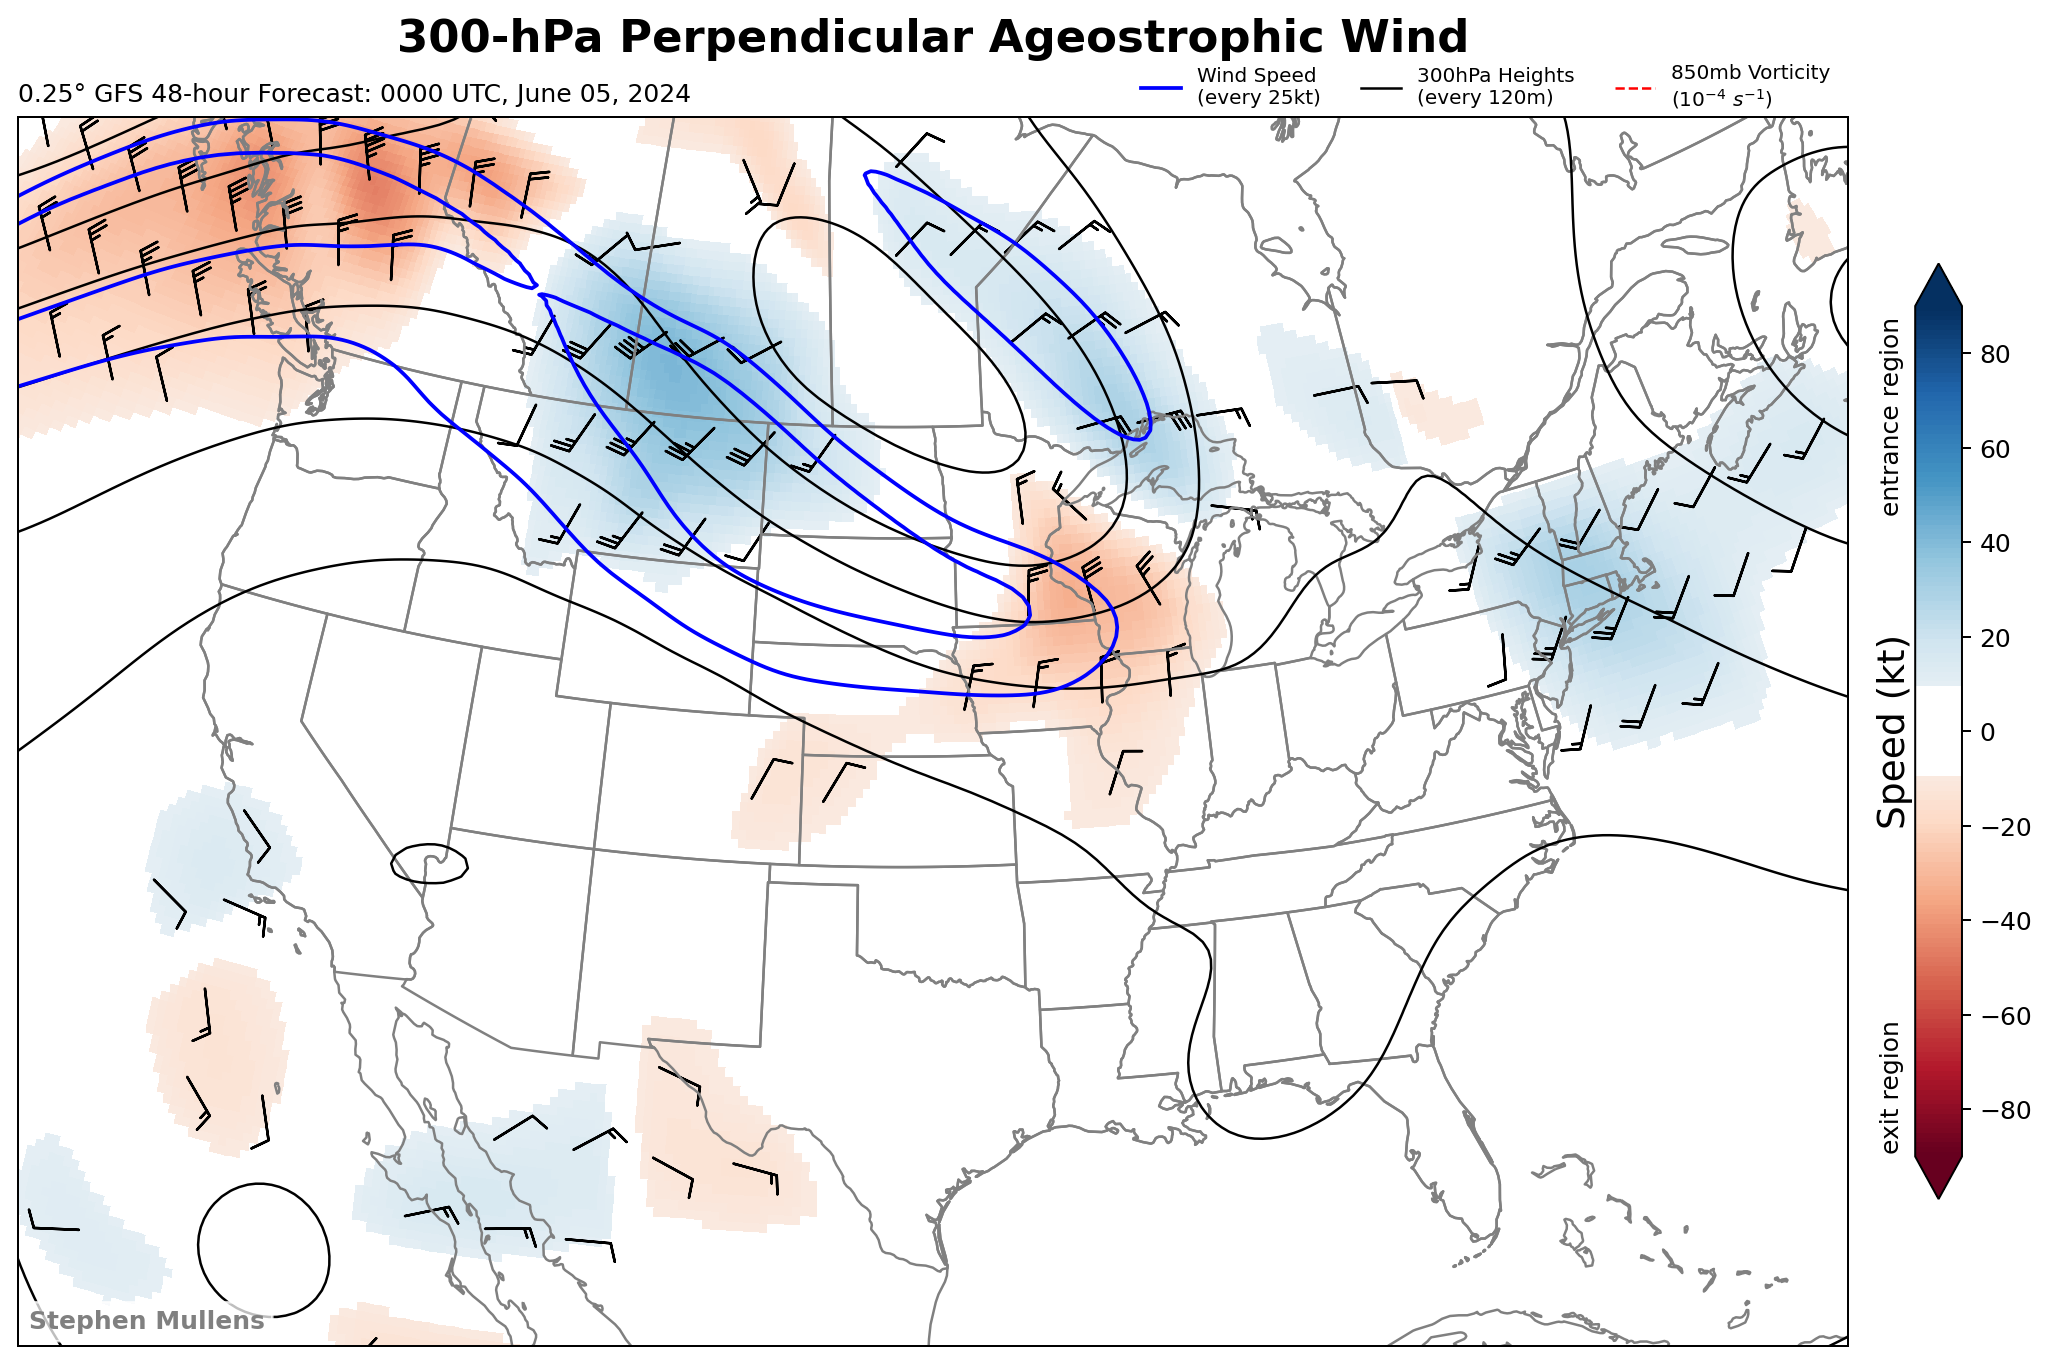 300-hPa Perpendicular Ageostrophic Wind
0.25° GFS 48-hour Forecast: 0000 UTC, June 05, 2024
Wind Speed
(every 25kt)
300hPa Heights
(every 120m)
850mb Vorticity
(10⁻⁴ s⁻¹)
entrance region
Speed (kt)
exit region
80
60
40
20
0
−20
−40
−60
−80
Stephen Mullens